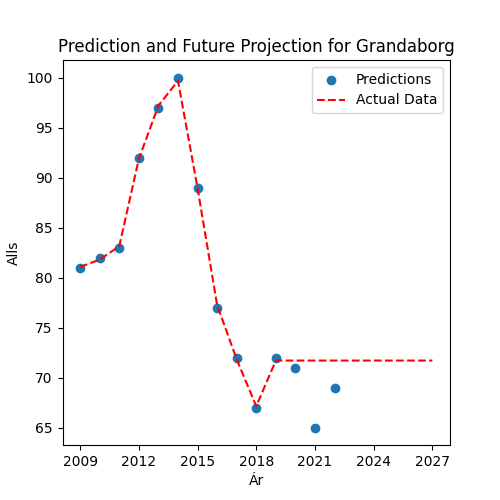 Prediction and Future Projection for Grandaborg
Predictions
Actual Data
Alls
100
95
90
85
80
75
70
65
2009 2012 2015 2018 2021 2024 2027
Ár